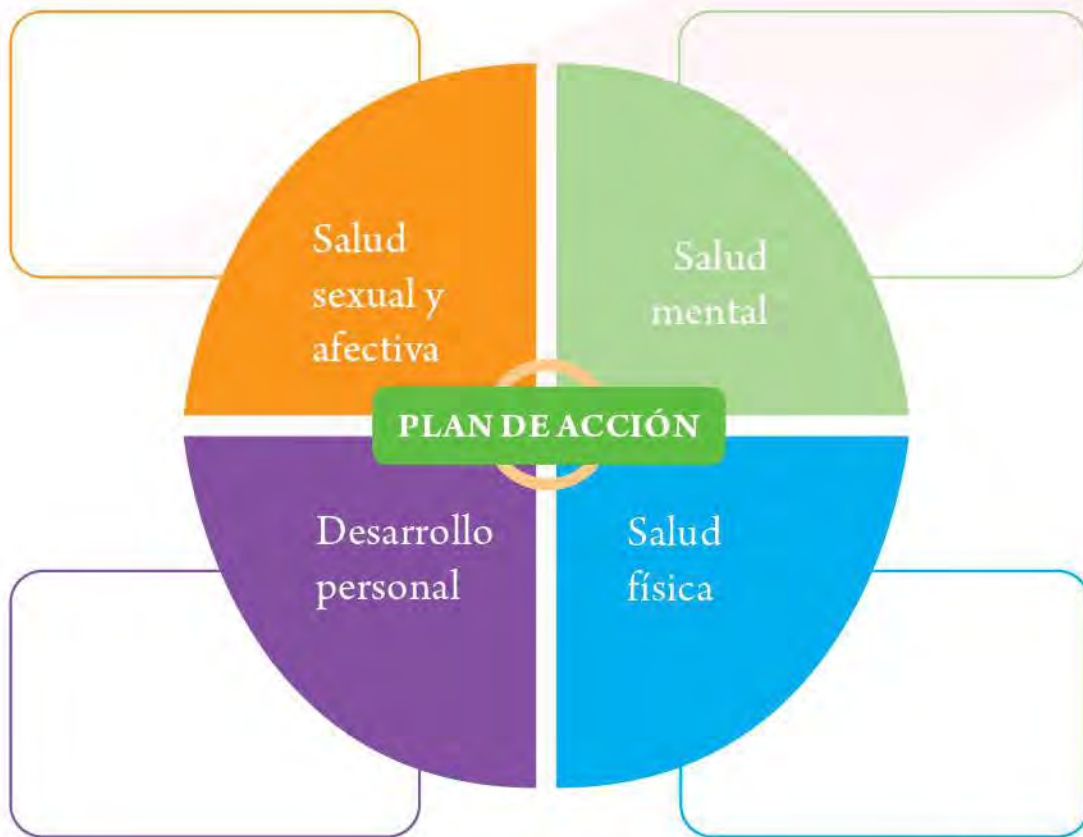 Salud
sexual y
afectiva
Salud
mental
PLAN DE ACCIÓN
Desarrollo
personal
Salud
física